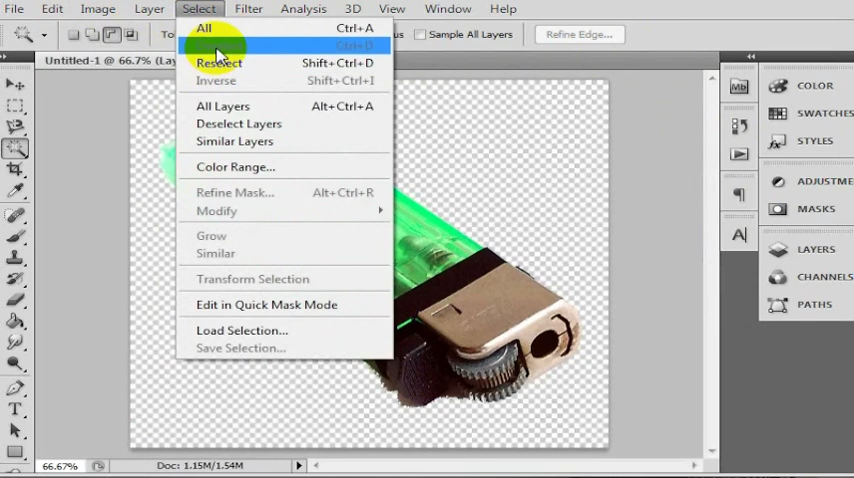 File Edit Image Layer Select Filter Analysis 3D View Window Help
Sample All Layers Refine Edge...
Untitled-1 @ 66.7% (La
All Ctrl+A
Ctrl+D
Reselect Shift+Ctrl+D
Inverse Shift+Ctrl+I
All Layers Alt+Ctrl+A
Deselect Layers
Similar Layers
Color Range...
Refine Mask... Alt+Ctrl+R
Modify
Grow
Similar
Transform Selection
Edit in Quick Mask Mode
Load Selection...
Save Selection...
Mb
COLOR
SWATCHES
STYLES
ADJUSTME
MASKS
A
LAYERS
CHANNELS
PATHS
T
66.67% Doc: 1.15M/1.54M